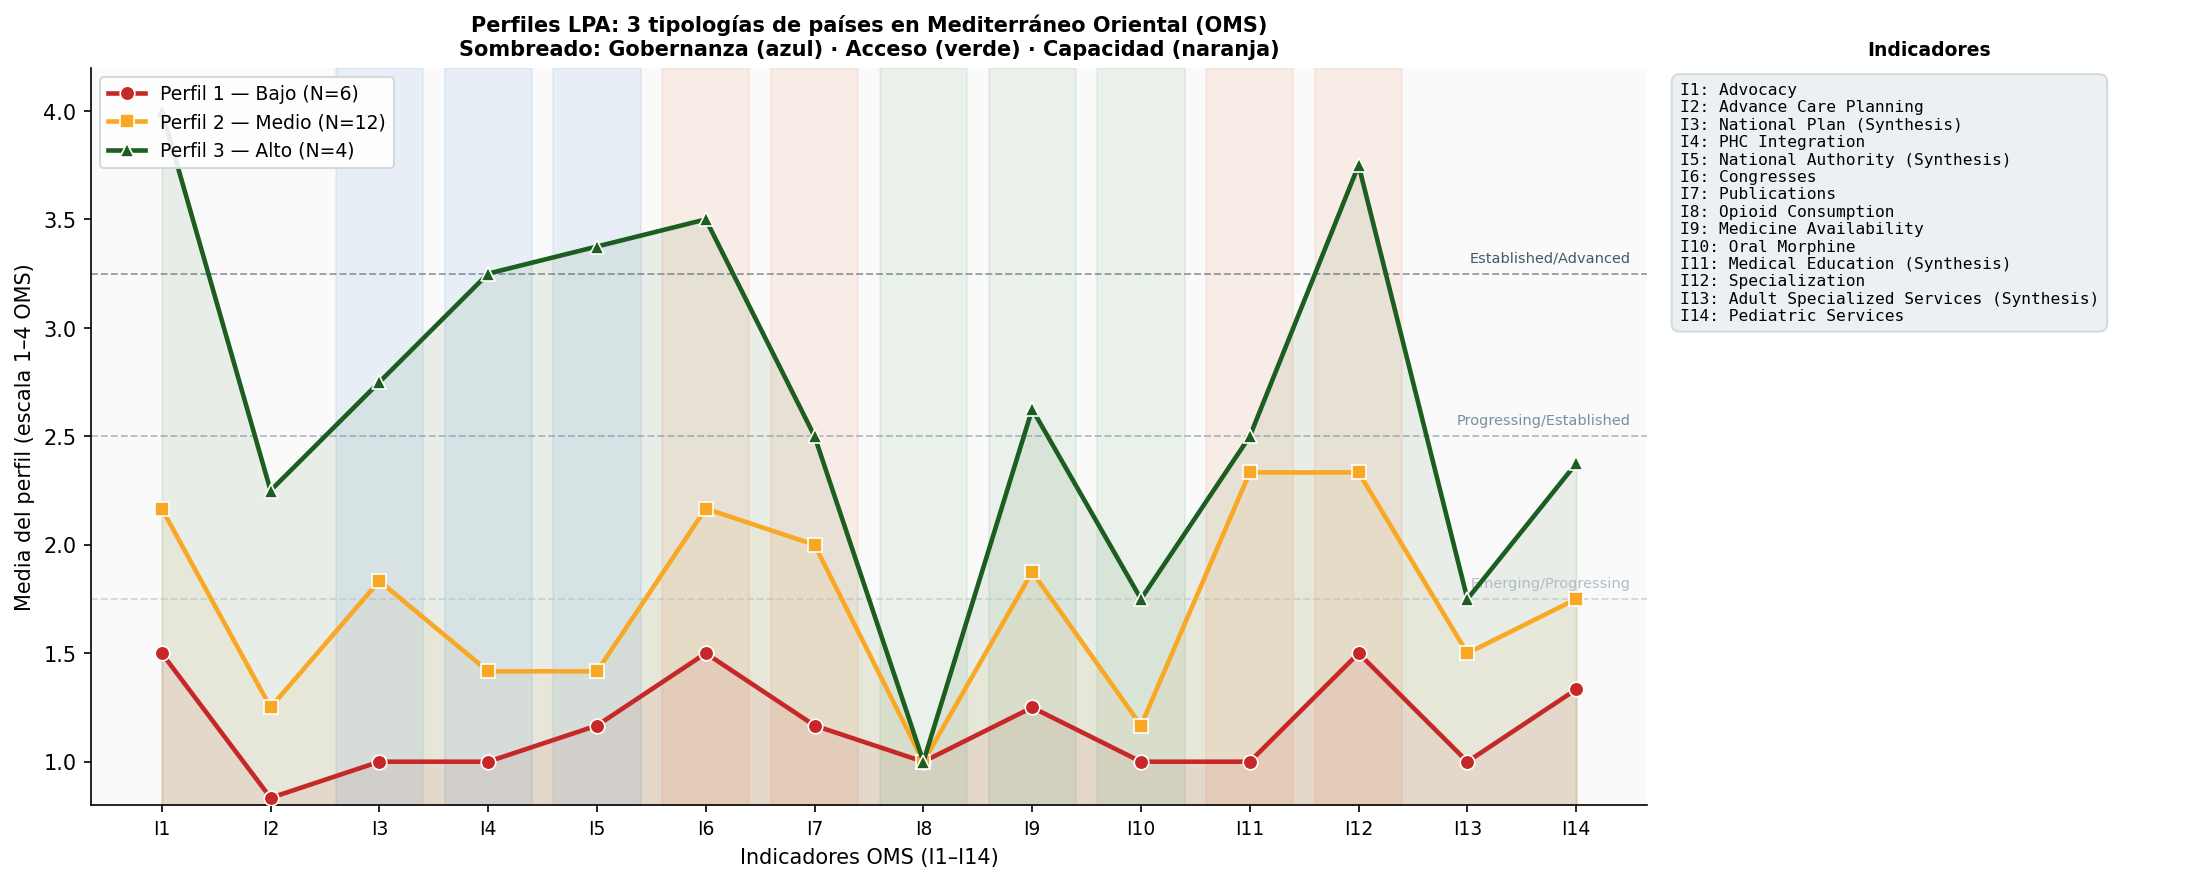 Perfiles LPA: 3 tipologías de países en Mediterráneo Oriental (OMS)
Sombreado: Gobernanza (azul) · Acceso (verde) · Capacidad (naranja)
Perfil 1 — Bajo (N=6)
Perfil 2 — Medio (N=12)
Perfil 3 — Alto (N=4)
Media del perfil (escala 1–4 OMS)
4.0
3.5
3.0
2.5
2.0
1.5
1.0
Established/Advanced
Progressing/Established
Emerging/Progressing
I1 I2 I3 I4 I5 I6 I7 I8 I9 I10 I11 I12 I13 I14
Indicadores OMS (I1–I14)
Indicadores
I1: Advocacy
I2: Advance Care Planning
I3: National Plan (Synthesis)
I4: PHC Integration
I5: National Authority (Synthesis)
I6: Congresses
I7: Publications
I8: Opioid Consumption
I9: Medicine Availability
I10: Oral Morphine
I11: Medical Education (Synthesis)
I12: Specialization
I13: Adult Specialized Services (Synthesis)
I14: Pediatric Services